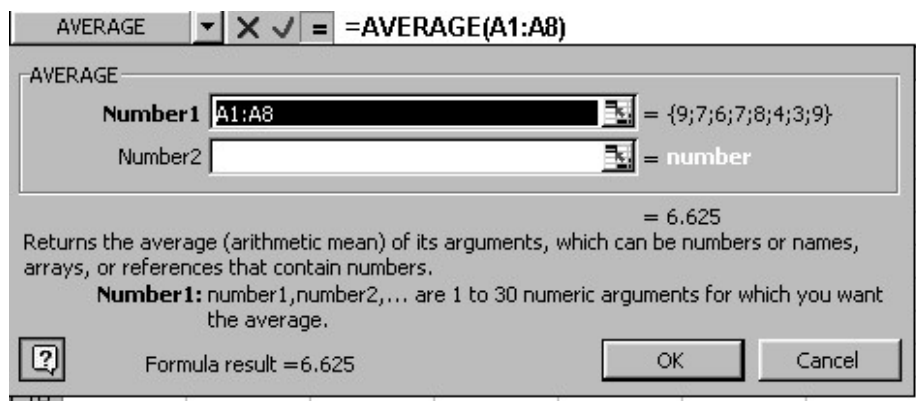 AVERAGE = =AVERAGE(A1:A8)
AVERAGE
Number1 A1:A8 = {9;7;6;7;8;4;3;9}
Number2 = number
= 6.625
Returns the average (arithmetic mean) of its arguments, which can be numbers or names,
arrays, or references that contain numbers.
Number1: number1,number2,... are 1 to 30 numeric arguments for which you want
the average.
? Formula result =6.625 OK Cancel